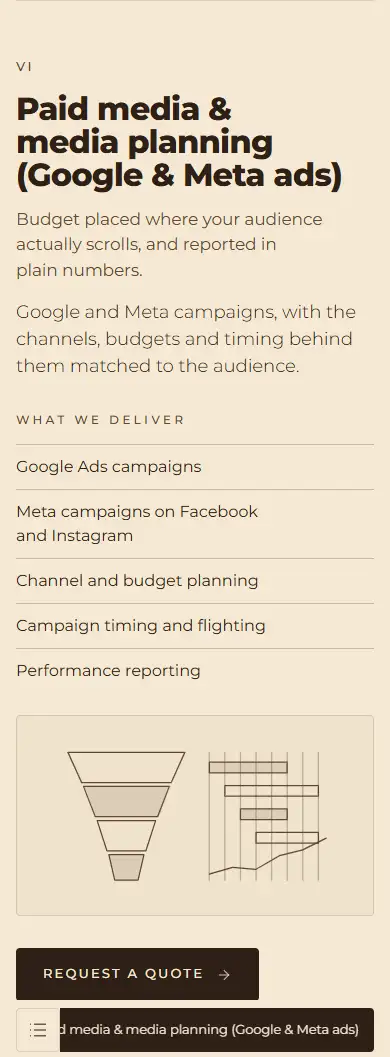 VI
Paid media &
media planning
(Google & Meta ads)
Budget placed where your audience
actually scrolls, and reported in
plain numbers.
Google and Meta campaigns, with the
channels, budgets and timing behind
them matched to the audience.
WHAT WE DELIVER
Google Ads campaigns
Meta campaigns on Facebook
and Instagram
Channel and budget planning
Campaign timing and flighting
Performance reporting
REQUEST A QUOTE →
media & media planning (Google & Meta ads)